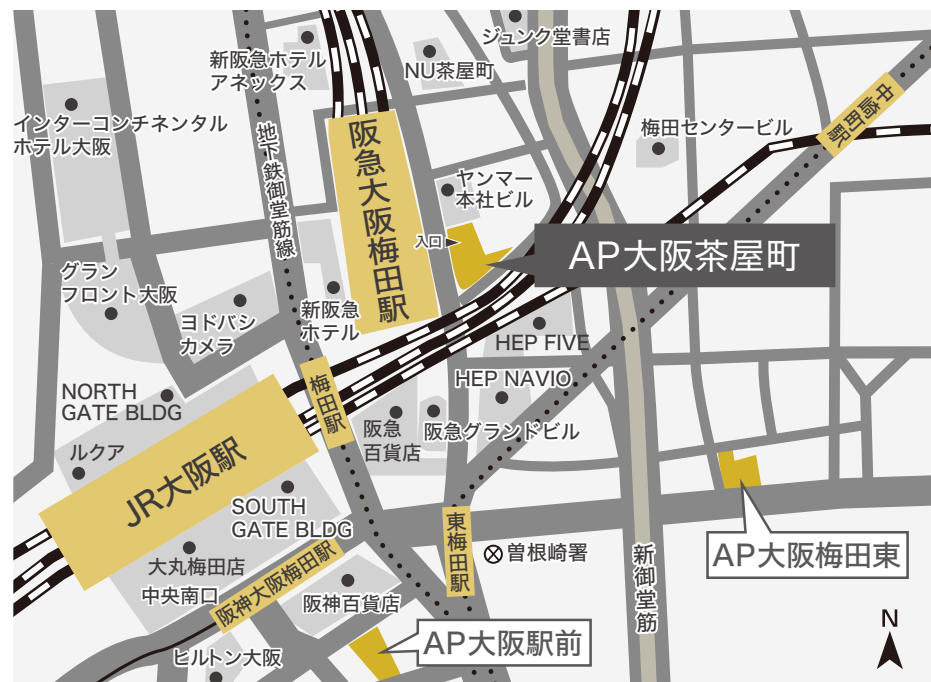 ジュンク堂書店
新阪急ホテル
アネックス
NU茶屋町
中崎町駅
インターコンチネンタル
ホテル大阪
梅田センタービル
地下鉄御堂筋線
阪急大阪梅田駅
ヤンマー
本社ビル
入口
AP大阪茶屋町
グラン
フロント大阪
新阪急
ホテル
ヨドバシ
カメラ
HEP FIVE
HEP NAVIO
NORTH
GATE BLDG
梅田駅
阪急
百貨店
阪急グランドビル
ルクア
JR大阪駅
SOUTH
GATE BLDG
東梅田駅
曽根崎署
新御堂筋
AP大阪梅田東
大丸梅田店
中央南口
阪神大阪梅田駅
阪神百貨店
AP大阪駅前
ヒルトン大阪
N